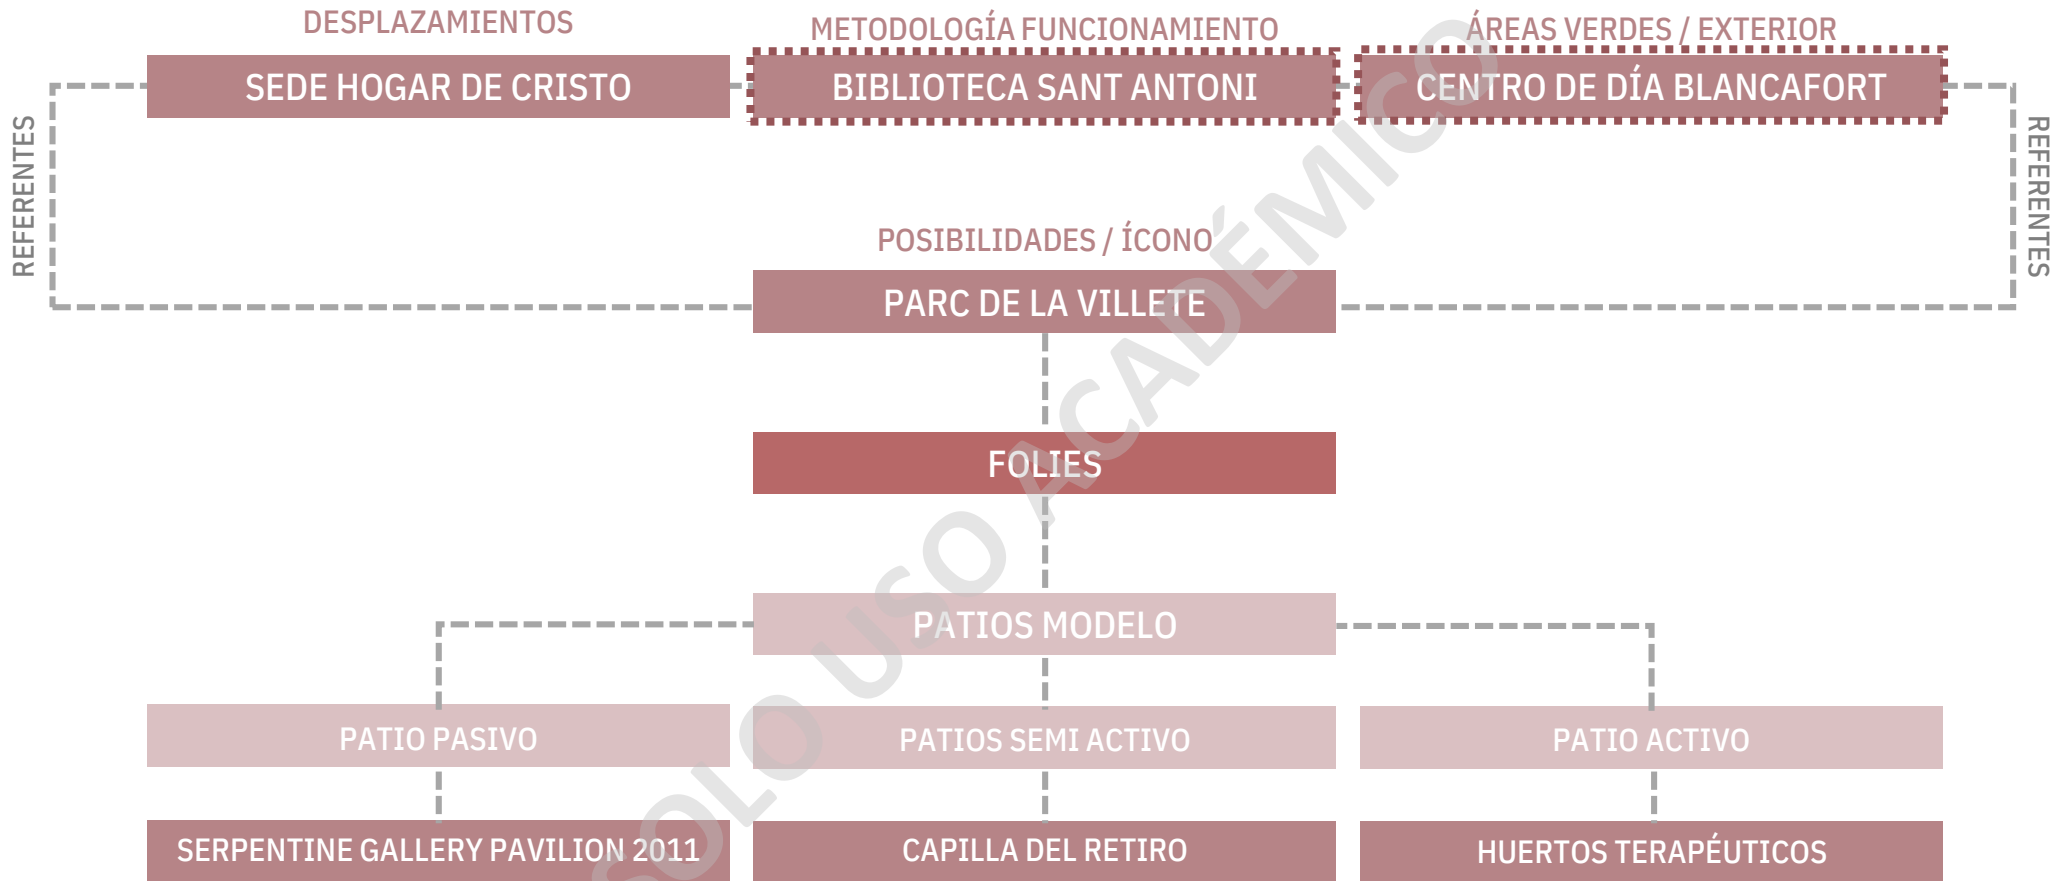 DESPLAZAMIENTOS
METODOLOGÍA FUNCIONAMIENTO
ÁREAS VERDES / EXTERIOR
SEDE HOGAR DE CRISTO
BIBLIOTECA SANT ANTONI
CENTRO DE DÍA BLANCAFORT
REFERENTES
REFERENTES
POSIBILIDADES / ÍCONO
PARC DE LA VILLETE
FOLIES
PATIOS MODELO
PATIO PASIVO
PATIOS SEMI ACTIVO
PATIO ACTIVO
SERPENTINE GALLERY PAVILION 2011
CAPILLA DEL RETIRO
HUERTOS TERAPÉUTICOS
SOLO USO ACADÉMICO